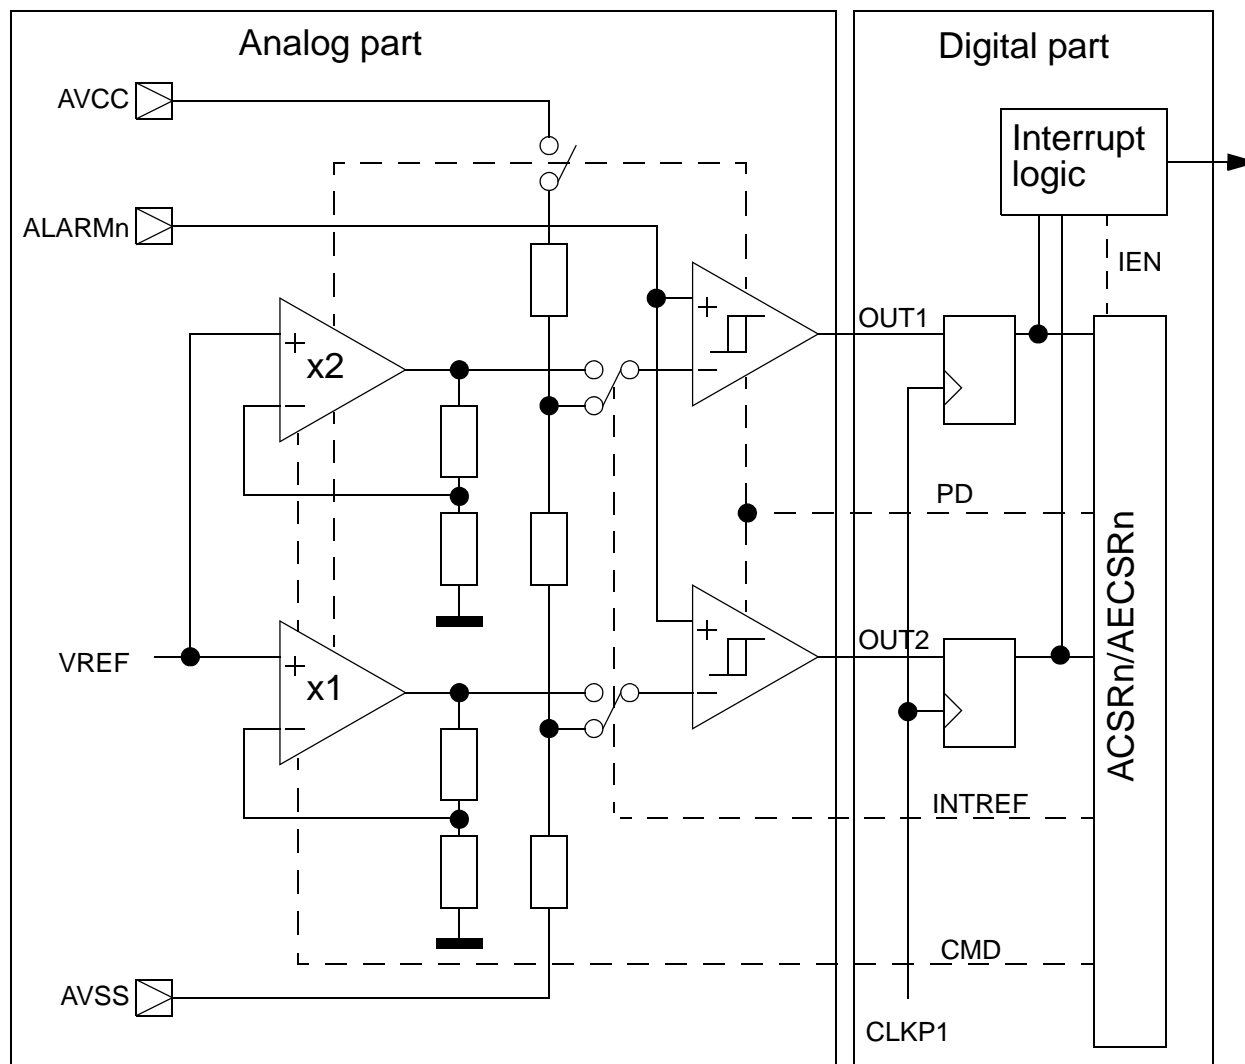 Analog part
Digital part
AVCC
Interrupt
logic
ALARMn
IEN
+
OUT1
+
x2
−
−
PD
ACSRn/AECSRn
+
OUT2
VREF
+
x1
−
−
INTREF
CMD
AVSS
CLKP1